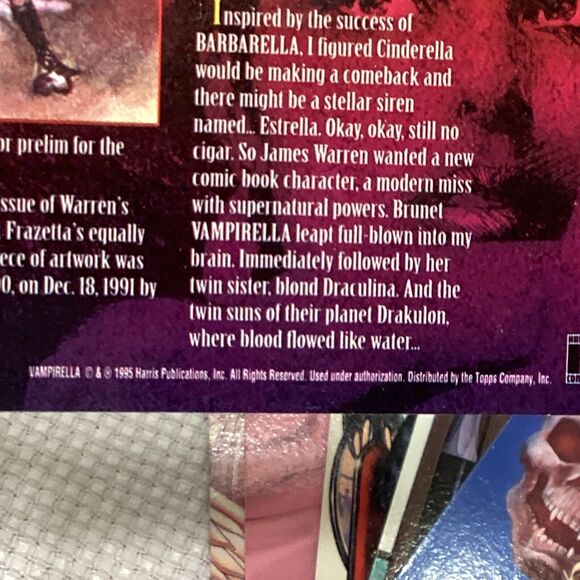 Inspired by the success of
BARBARELLA, I figured Cinderella
would be making a comeback and
there might be a stellar siren
named... Estrella. Okay, okay, still no
cigar. So James Warren wanted a new
comic book character, a modern miss
with supernatural powers. Brunet
VAMPIRELLA leapt full-blown into my
brain. Immediately followed by her
twin sister, blond Draculina. And the
twin suns of their planet Drakulon,
where blood flowed like water...
or prelim for the
ssue of Warren's
Frazetta's equally
ece of artwork was
0, on Dec. 18, 1991 by
VAMPIRELLA © & ® 1995 Harris Publications, Inc. All Rights Reserved. Used under authorization. Distributed by the Topps Company, Inc.